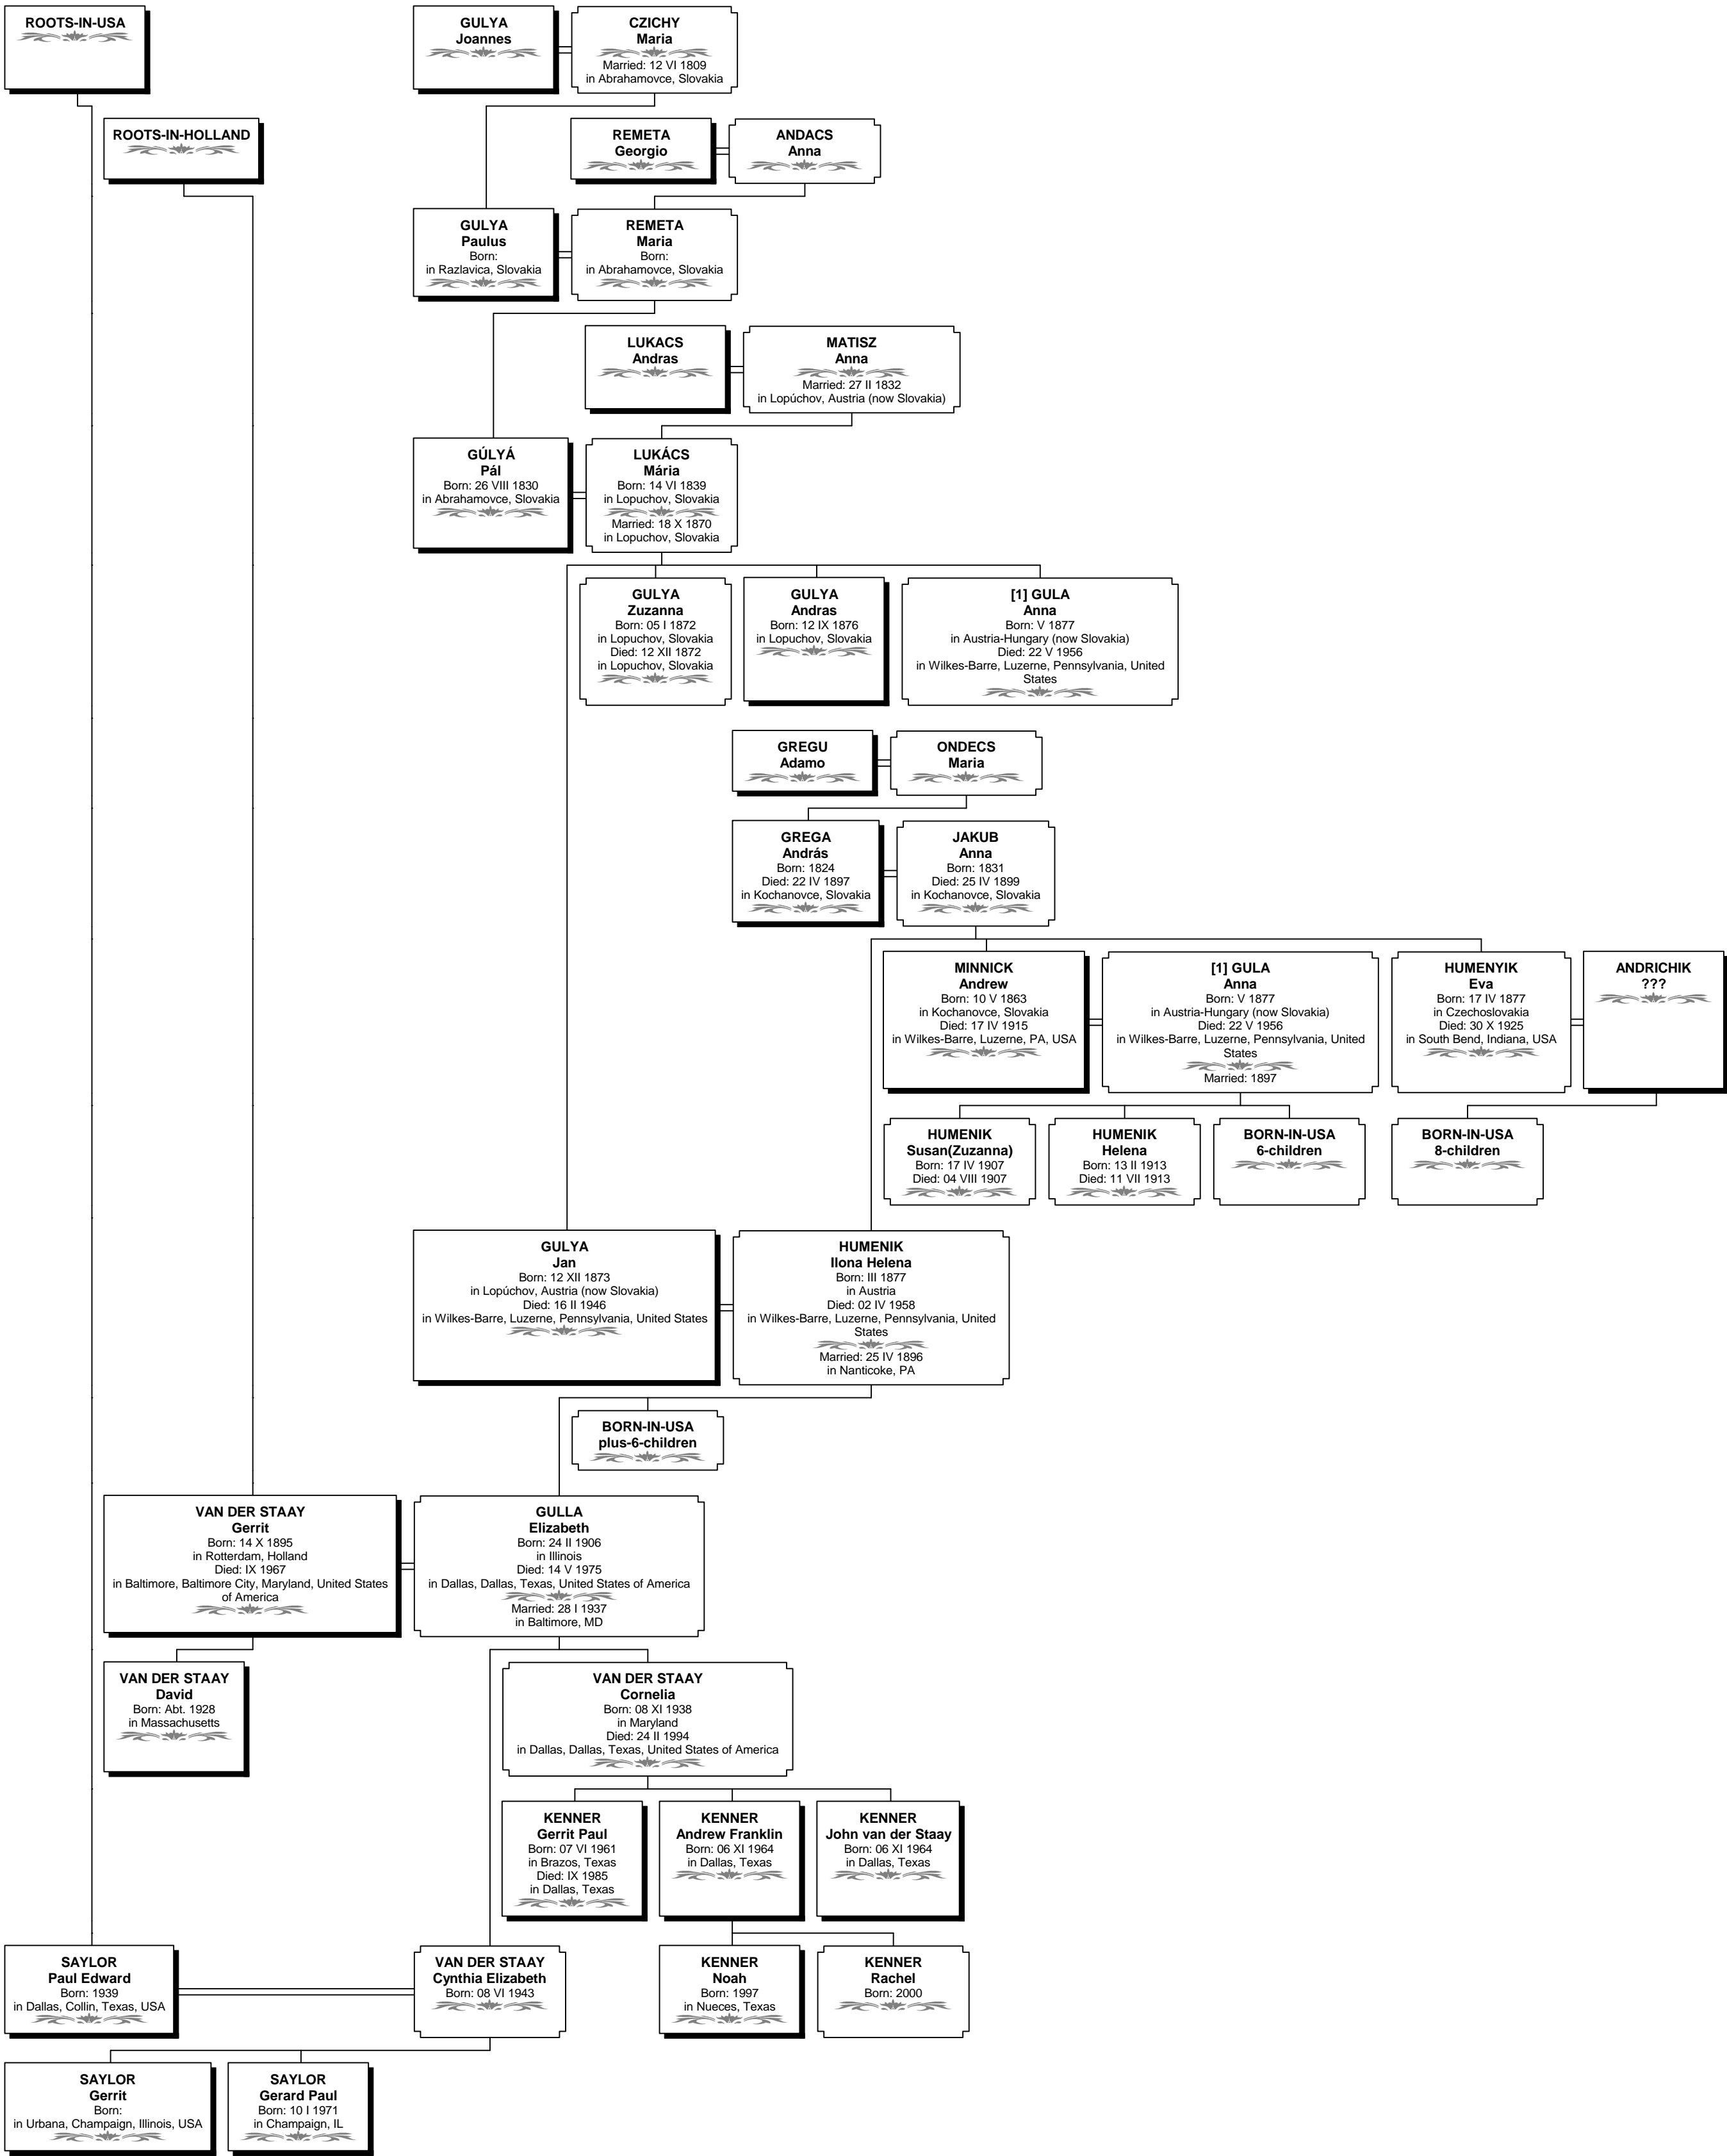 ROOTS-IN-USA
GULYA
Joannes
CZICHY
Maria
Married: 12 VI 1809
in Abrahamovce, Slovakia
ROOTS-IN-HOLLAND
REMETA
Georgio
ANDACS
Anna
GULYA
Paulus
Born:
in Razlavica, Slovakia
REMETA
Maria
Born:
in Abrahamovce, Slovakia
LUKACS
Andras
MATISZ
Anna
Married: 27 II 1832
in Lopúchov, Austria (now Slovakia)
GÚLYÁ
Pál
Born: 26 VIII 1830
in Abrahamovce, Slovakia
LUKÁCS
Mária
Born: 14 VI 1839
in Lopuchov, Slovakia
Married: 18 X 1870
in Lopuchov, Slovakia
GULYA
Zuzanna
Born: 05 I 1872
in Lopuchov, Slovakia
Died: 12 XII 1872
in Lopuchov, Slovakia
GULYA
Andras
Born: 12 IX 1876
in Lopuchov, Slovakia
[1] GULA
Anna
Born: V 1877
in Austria-Hungary (now Slovakia)
Died: 22 V 1956
in Wilkes-Barre, Luzerne, Pennsylvania, United
States
GREGU
Adamo
ONDECS
Maria
GREGA
András
Born: 1824
Died: 22 IV 1897
in Kochanovce, Slovakia
JAKUB
Anna
Born: 1831
Died: 25 IV 1899
in Kochanovce, Slovakia
MINNICK
Andrew
Born: 10 V 1863
in Kochanovce, Slovakia
Died: 17 IV 1915
in Wilkes-Barre, Luzerne, PA, USA
[1] GULA
Anna
Born: V 1877
in Austria-Hungary (now Slovakia)
Died: 22 V 1956
in Wilkes-Barre, Luzerne, Pennsylvania, United
States
Married: 1897
HUMENYIK
Eva
Born: 17 IV 1877
in Czechoslovakia
Died: 30 X 1925
in South Bend, Indiana, USA
ANDRICHIK
???
HUMENIK
Susan(Zuzanna)
Born: 17 IV 1907
Died: 04 VIII 1907
HUMENIK
Helena
Born: 13 II 1913
Died: 11 VII 1913
BORN-IN-USA
6-children
BORN-IN-USA
8-children
GULYA
Jan
Born: 12 XII 1873
in Lopúchov, Austria (now Slovakia)
Died: 16 II 1946
in Wilkes-Barre, Luzerne, Pennsylvania, United States
HUMENIK
Ilona Helena
Born: III 1877
in Austria
Died: 02 IV 1958
in Wilkes-Barre, Luzerne, Pennsylvania, United
States
Married: 25 IV 1896
in Nanticoke, PA
BORN-IN-USA
plus-6-children
VAN DER STAAY
Gerrit
Born: 14 X 1895
in Rotterdam, Holland
Died: IX 1967
in Baltimore, Baltimore City, Maryland, United States
of America
GULLA
Elizabeth
Born: 24 II 1906
in Illinois
Died: 14 V 1975
in Dallas, Dallas, Texas, United States of America
Married: 28 I 1937
in Baltimore, MD
VAN DER STAAY
David
Born: Abt. 1928
in Massachusetts
VAN DER STAAY
Cornelia
Born: 08 XI 1938
in Maryland
Died: 24 II 1994
in Dallas, Dallas, Texas, United States of America
KENNER
Gerrit Paul
Born: 07 VI 1961
in Brazos, Texas
Died: IX 1985
in Dallas, Texas
KENNER
Andrew Franklin
Born: 06 XI 1964
in Dallas, Texas
KENNER
John van der Staay
Born: 06 XI 1964
in Dallas, Texas
SAYLOR
Paul Edward
Born: 1939
in Dallas, Collin, Texas, USA
VAN DER STAAY
Cynthia Elizabeth
Born: 08 VI 1943
KENNER
Noah
Born: 1997
in Nueces, Texas
KENNER
Rachel
Born: 2000
SAYLOR
Gerrit
Born:
in Urbana, Champaign, Illinois, USA
SAYLOR
Gerard Paul
Born: 10 I 1971
in Champaign, IL